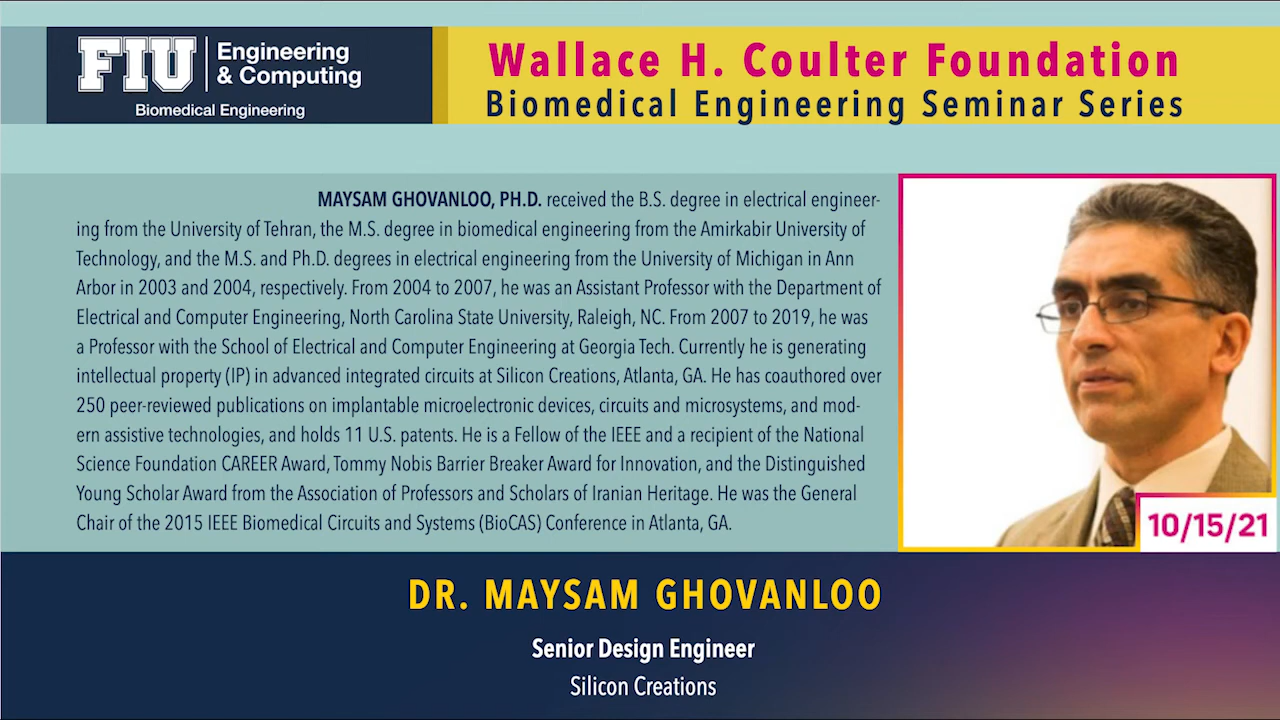 FIU
Engineering
& Computing
Biomedical Engineering
Wallace H. Coulter Foundation
Biomedical Engineering Seminar Series
MAYSAM GHOVANLOO, PH.D. received the B.S. degree in electrical engineer-
ing from the University of Tehran, the M.S. degree in biomedical engineering from the Amirkabir University of
Technology, and the M.S. and Ph.D. degrees in electrical engineering from the University of Michigan in Ann
Arbor in 2003 and 2004, respectively. From 2004 to 2007, he was an Assistant Professor with the Department of
Electrical and Computer Engineering, North Carolina State University, Raleigh, NC. From 2007 to 2019, he was
a Professor with the School of Electrical and Computer Engineering at Georgia Tech. Currently he is generating
intellectual property (IP) in advanced integrated circuits at Silicon Creations, Atlanta, GA. He has coauthored over
250 peer-reviewed publications on implantable microelectronic devices, circuits and microsystems, and mod-
ern assistive technologies, and holds 11 U.S. patents. He is a Fellow of the IEEE and a recipient of the National
Science Foundation CAREER Award, Tommy Nobis Barrier Breaker Award for Innovation, and the Distinguished
Young Scholar Award from the Association of Professors and Scholars of Iranian Heritage. He was the General
Chair of the 2015 IEEE Biomedical Circuits and Systems (BioCAS) Conference in Atlanta, GA.
10/15/21
DR. MAYSAM GHOVANLOO
Senior Design Engineer
Silicon Creations